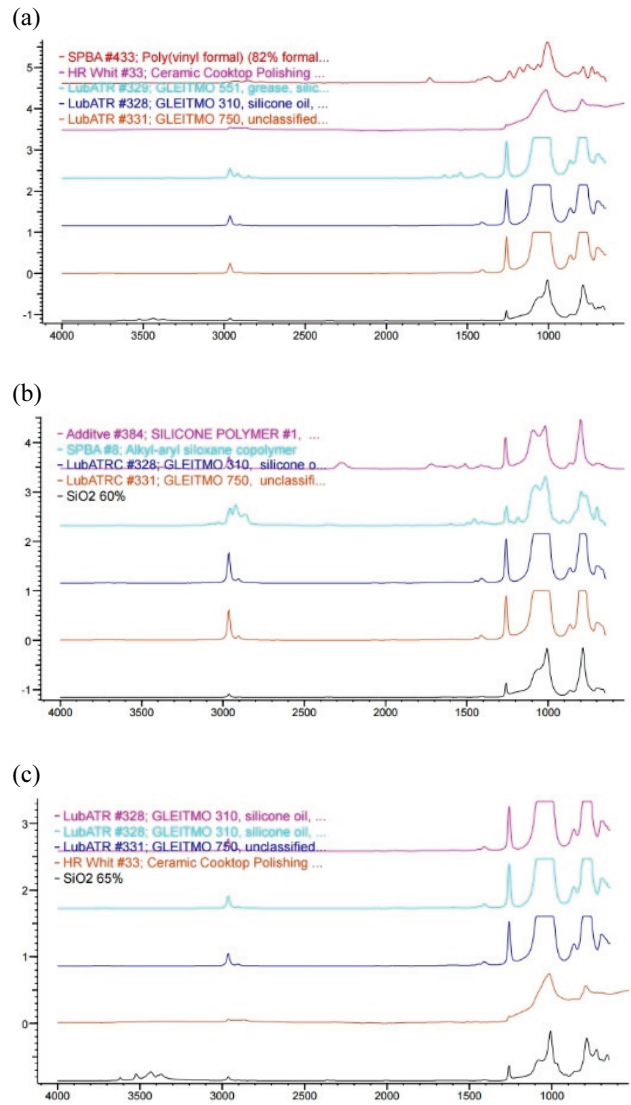 (a)
– SPBA #433; Poly(vinyl formal) (82% formal...
– HR Whit #33; Ceramic Cooktop Polishing ...
– LubATR #329; GLEITMO 551, grease, silic...
– LubATR #328; GLEITMO 310, silicone oil, ...
– LubATR #331; GLEITMO 750, unclassified...
5
4
3
2
1
0
-1
4000 3500 3000 2500 2000 1500 1000
(b)
– Additve #384; SILICONE POLYMER #1, ...
– SPBA #8; Alkyl-aryl siloxane copolymer
– LubATRC #328; GLEITMO 310, silicone o...
– LubATRC #331; GLEITMO 750, unclassifi...
– SiO2 60%
4
3
2
1
0
-1
4000 3500 3000 2500 2000 1500 1000
(c)
– LubATR #328; GLEITMO 310, silicone oil, ...
– LubATR #328; GLEITMO 310, silicone oil, ...
– LubATR #331; GLEITMO 750, unclassified...
– HR Whit #33; Ceramic Cooktop Polishing ...
– SiO2 65%
3
2
0
4000 3500 3000 2500 2000 1500 1000